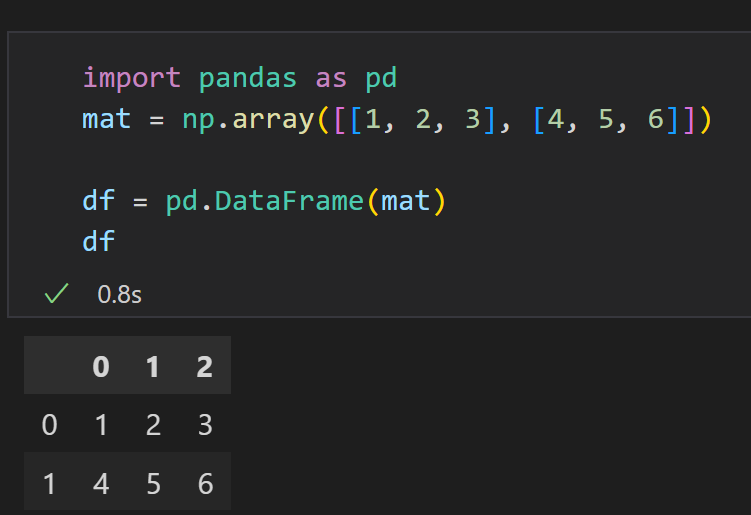 import pandas as pd
mat = np.array([[1, 2, 3], [4, 5, 6]])
df = pd.DataFrame(mat)
df
0.8s
0 1 2
0 1 2 3
1 4 5 6